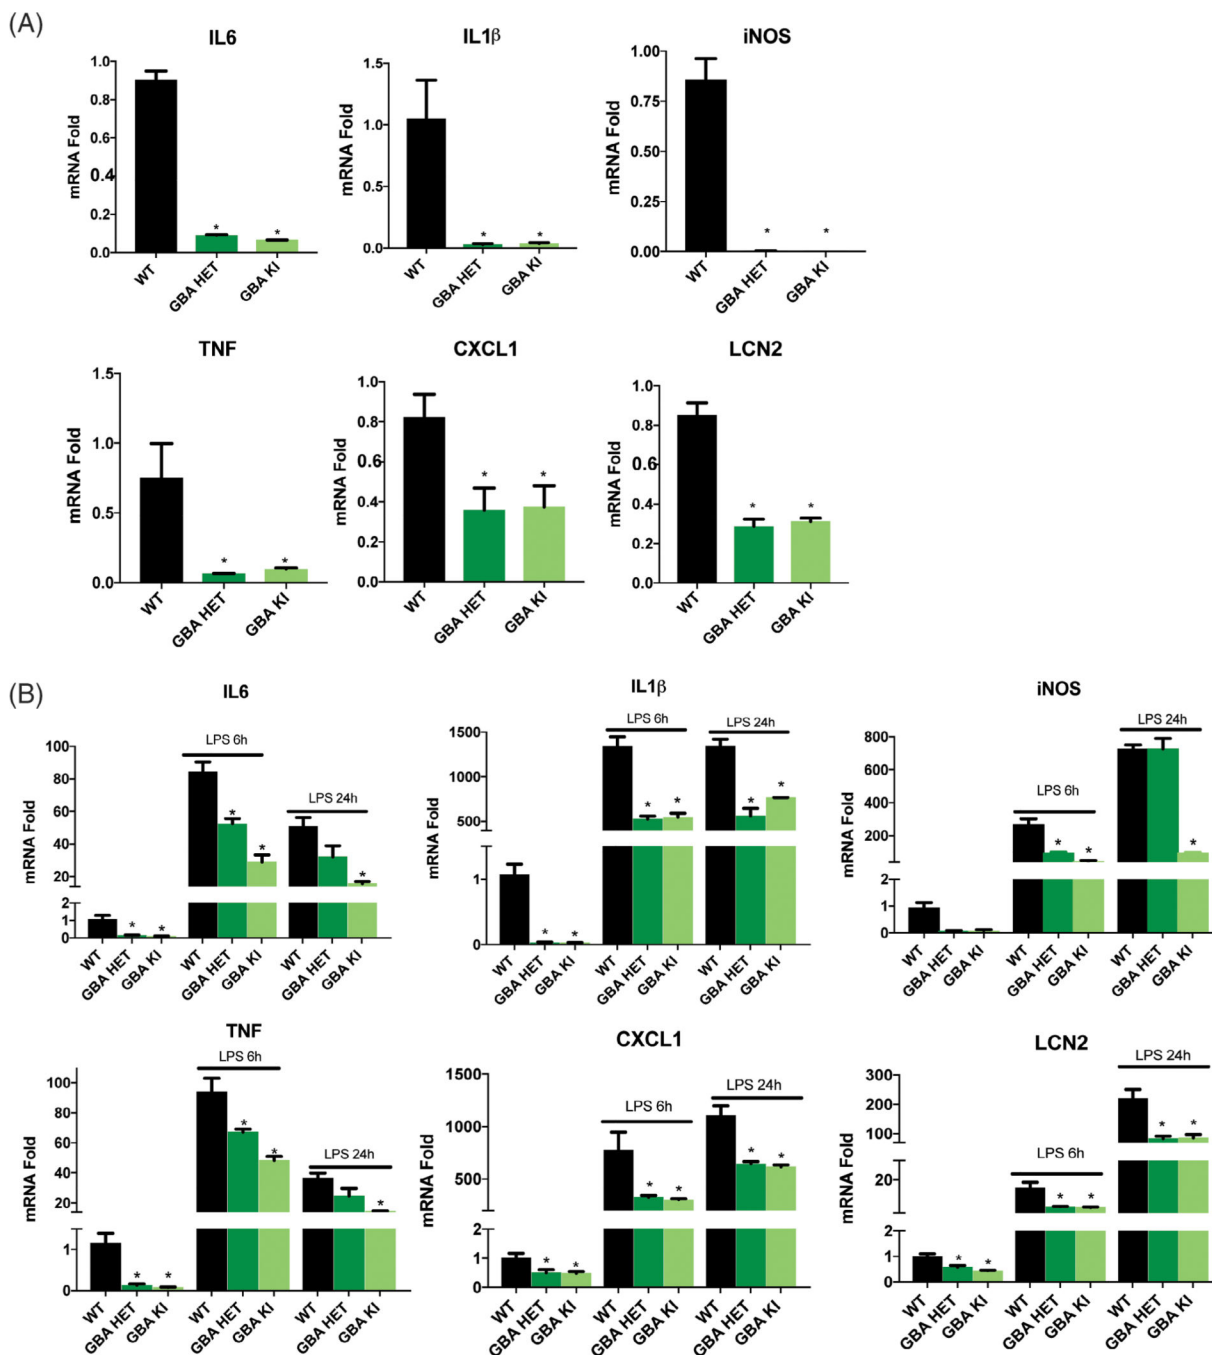 (A)
IL6
IL1β
iNOS
mRNA Fold
1.0
0.8
0.6
0.4
0.2
0.0
WT
GBA HET
GBA KI
* *
mRNA Fold
1.5
1.0
0.5
0.0
WT
GBA HET
GBA KI
* *
mRNA Fold
1.00
0.75
0.50
0.25
0.00
WT
GBA HET
GBA KI
* *
TNF
CXCL1
LCN2
mRNA Fold
1.5
1.0
0.5
0.0
WT
GBA HET
GBA KI
* *
mRNA Fold
1.0
0.8
0.6
0.4
0.2
0.0
WT
GBA HET
GBA KI
* *
mRNA Fold
1.0
0.8
0.6
0.4
0.2
0.0
WT
GBA HET
GBA KI
* *
(B)
IL6
IL1β
iNOS
mRNA Fold
100
80
60
40
20
2
1
0
LPS 6h
LPS 24h
WT
GBA HET
GBA KI
WT
GBA HET
GBA KI
WT
GBA HET
GBA KI
* * * * *
mRNA Fold
1500
1000
500
1
0
LPS 6h
LPS 24h
WT
GBA HET
GBA KI
WT
GBA HET
GBA KI
WT
GBA HET
GBA KI
* * * * * *
mRNA Fold
800
600
400
200
2
1
0
LPS 6h
LPS 24h
WT
GBA HET
GBA KI
WT
GBA HET
GBA KI
WT
GBA HET
GBA KI
* * *
TNF
CXCL1
LCN2
mRNA Fold
100
80
60
40
20
1
0
LPS 6h
LPS 24h
WT
GBA HET
GBA KI
WT
GBA HET
GBA KI
WT
GBA HET
GBA KI
* * * * *
mRNA Fold
1500
1000
500
2
1
0
LPS 6h
LPS 24h
WT
GBA HET
GBA KI
WT
GBA HET
GBA KI
WT
GBA HET
GBA KI
* * * * * *
mRNA Fold
300
200
100
20
2
1
0
LPS 6h
LPS 24h
WT
GBA HET
GBA KI
WT
GBA HET
GBA KI
WT
GBA HET
GBA KI
* * * * * *